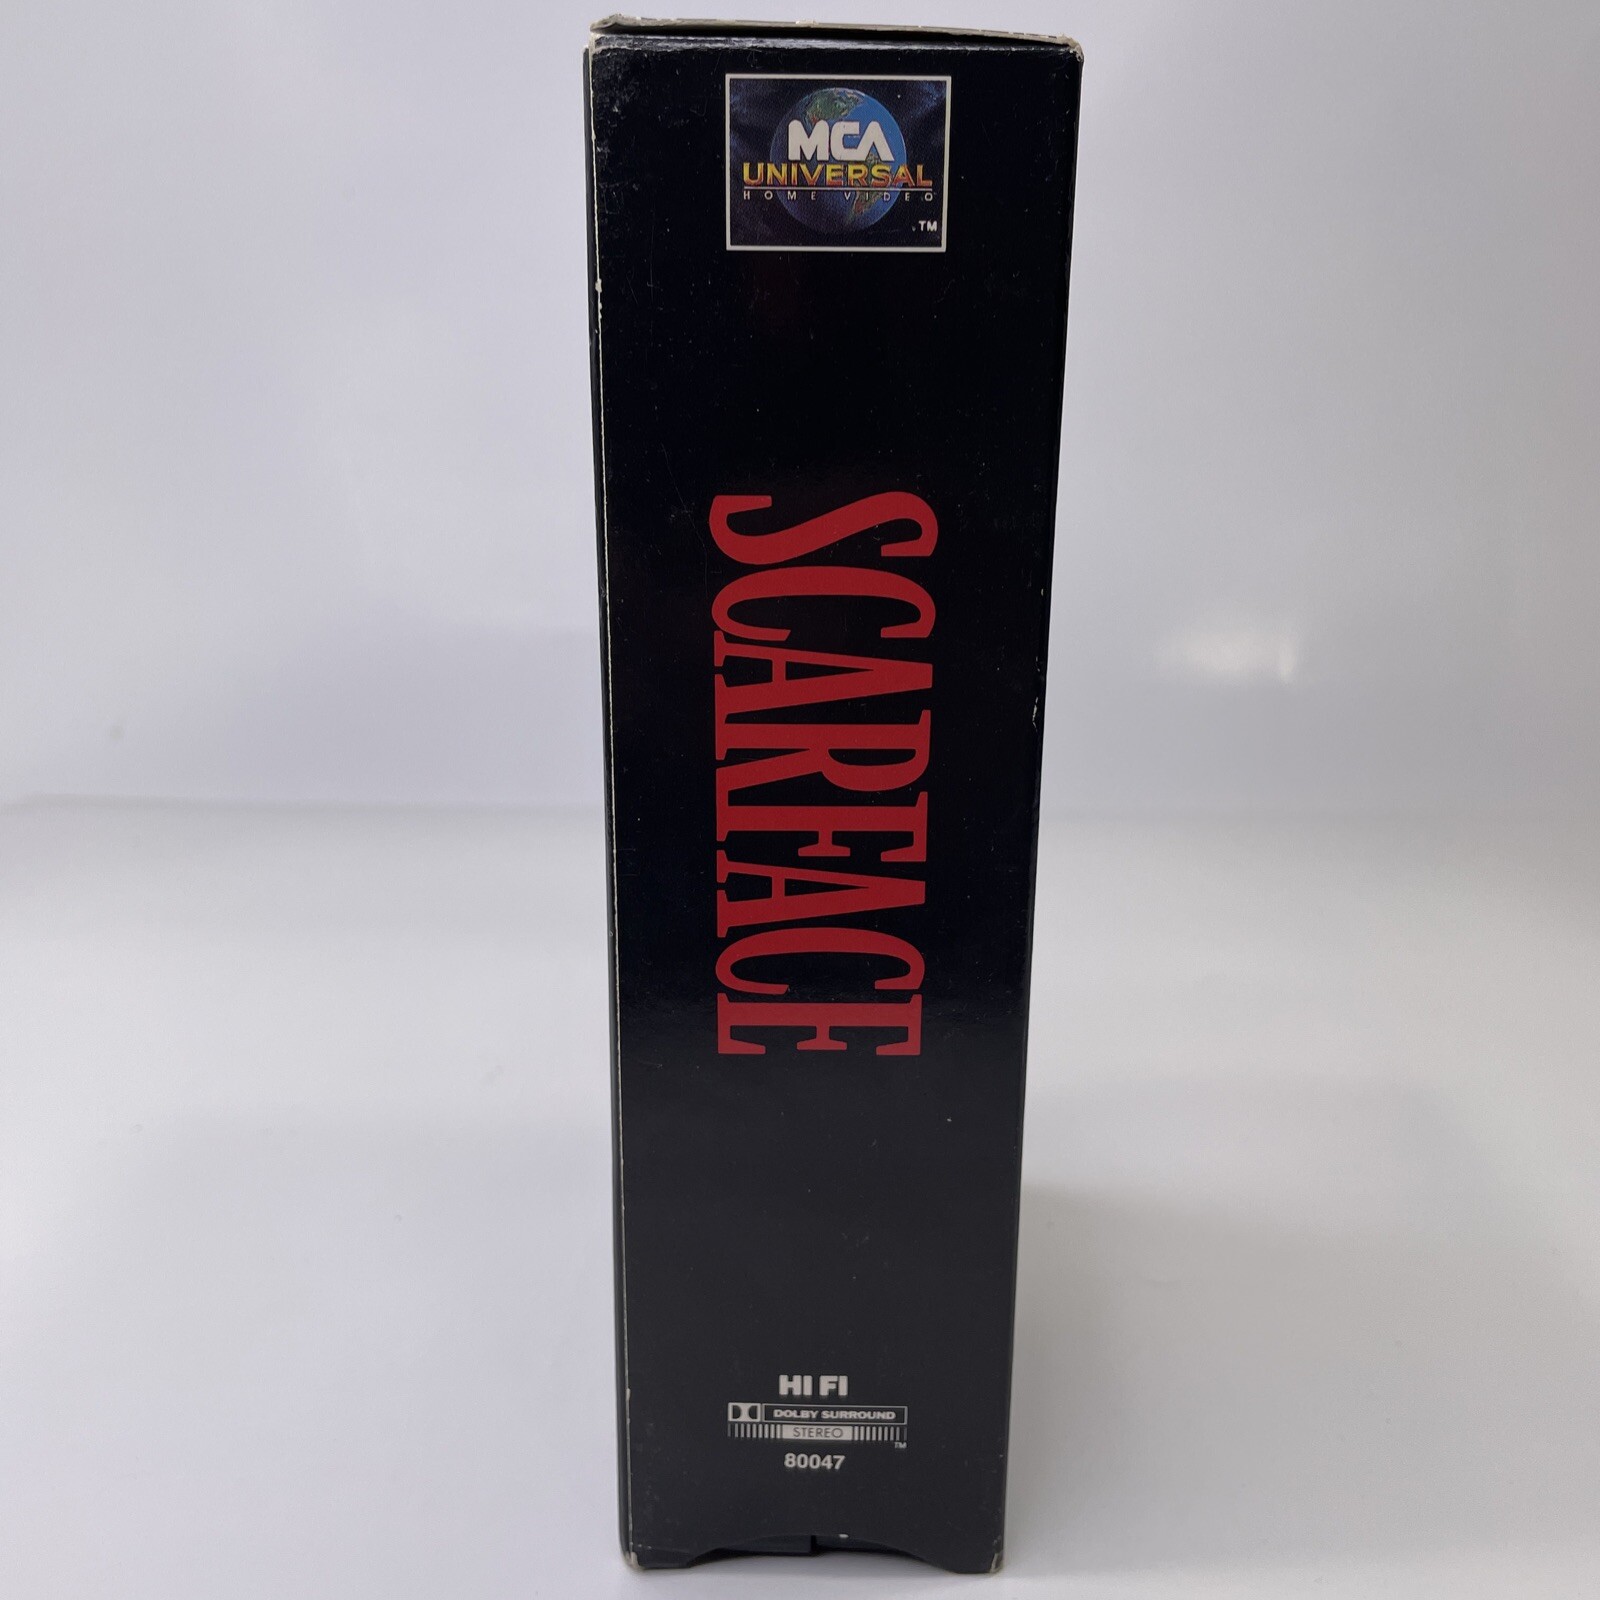 MCA
UNIVERSAL
HOME VIDEO
TM
SCARFACE
HI FI
DOLBY SURROUND
STEREO
TM
80047